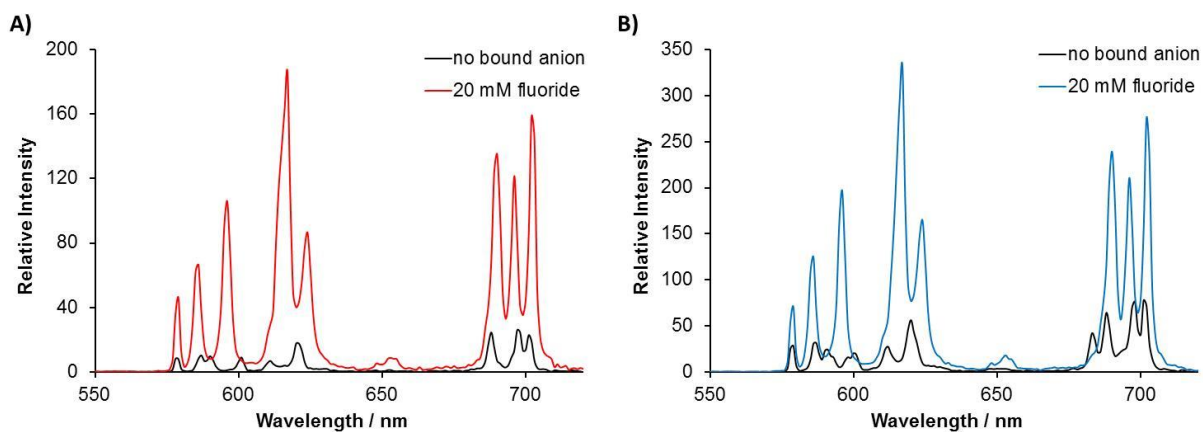 A)
200
160
120
80
40
0
Relative Intensity
no bound anion
20 mM fluoride
550
600
650
700
Wavelength / nm
B)
350
300
250
200
150
100
50
0
Relative Intensity
no bound anion
20 mM fluoride
550
600
650
700
Wavelength / nm